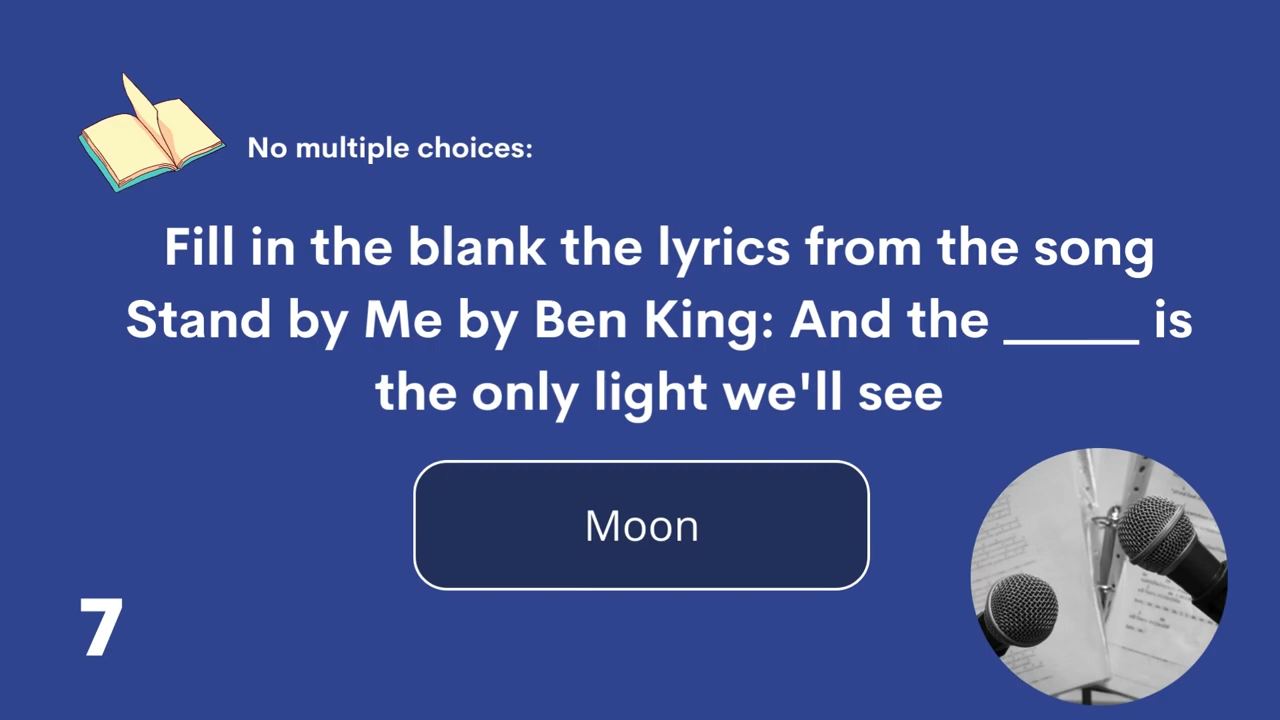 No multiple choices:
Fill in the blank the lyrics from the song
Stand by Me by Ben King: And the _____ is
the only light we'll see
Moon
7